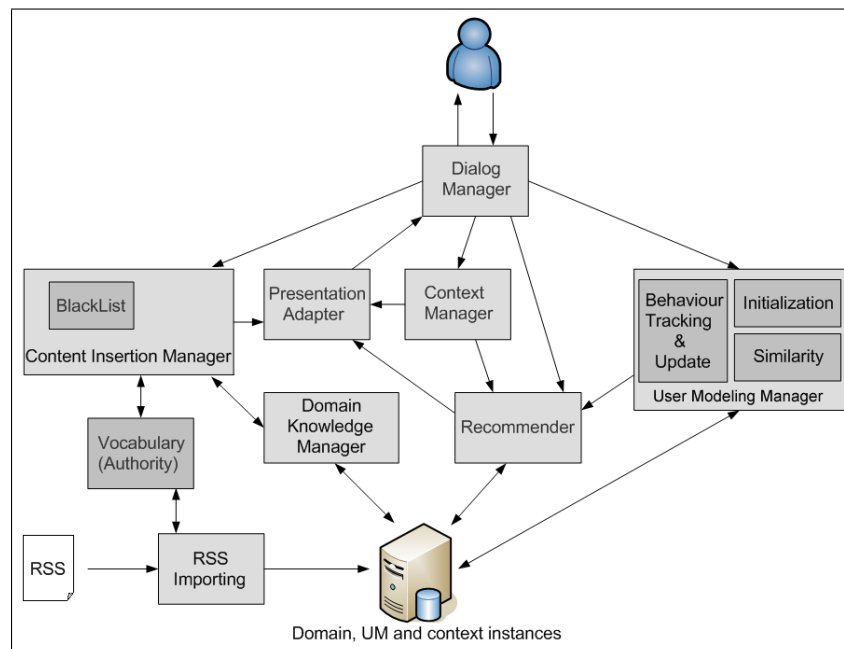 Dialog
Manager
BlackList
Content Insertion Manager
Presentation
Adapter
Context
Manager
Behaviour
Tracking
&
Update
Initialization
Similarity
User Modeling Manager
Vocabulary
(Authority)
Domain
Knowledge
Manager
Recommender
RSS
RSS
Importing
Domain, UM and context instances